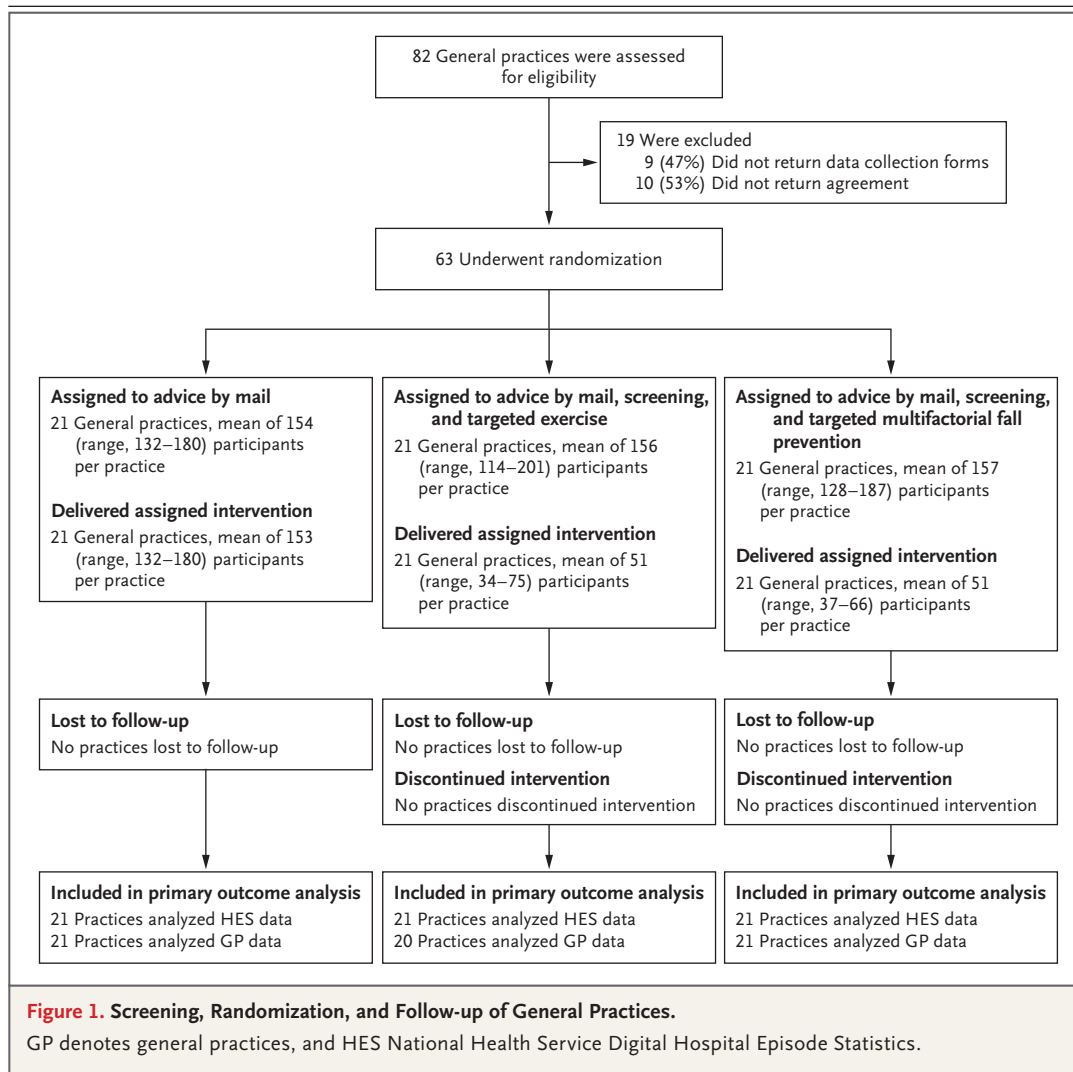 82 General practices were assessed
for eligibility
19 Were excluded
9 (47%) Did not return data collection forms
10 (53%) Did not return agreement
63 Underwent randomization
Assigned to advice by mail
21 General practices, mean of 154
(range, 132–180) participants
per practice
Delivered assigned intervention
21 General practices, mean of 153
(range, 132–180) participants
per practice
Assigned to advice by mail, screening,
and targeted exercise
21 General practices, mean of 156
(range, 114–201) participants
per practice
Delivered assigned intervention
21 General practices, mean of 51
(range, 34–75) participants
per practice
Assigned to advice by mail, screening,
and targeted multifactorial fall
prevention
21 General practices, mean of 157
(range, 128–187) participants
per practice
Delivered assigned intervention
21 General practices, mean of 51
(range, 37–66) participants
per practice
Lost to follow-up
No practices lost to follow-up
Lost to follow-up
No practices lost to follow-up
Discontinued intervention
No practices discontinued intervention
Lost to follow-up
No practices lost to follow-up
Discontinued intervention
No practices discontinued intervention
Included in primary outcome analysis
21 Practices analyzed HES data
21 Practices analyzed GP data
Included in primary outcome analysis
21 Practices analyzed HES data
20 Practices analyzed GP data
Included in primary outcome analysis
21 Practices analyzed HES data
21 Practices analyzed GP data
Figure 1. Screening, Randomization, and Follow-up of General Practices.
GP denotes general practices, and HES National Health Service Digital Hospital Episode Statistics.